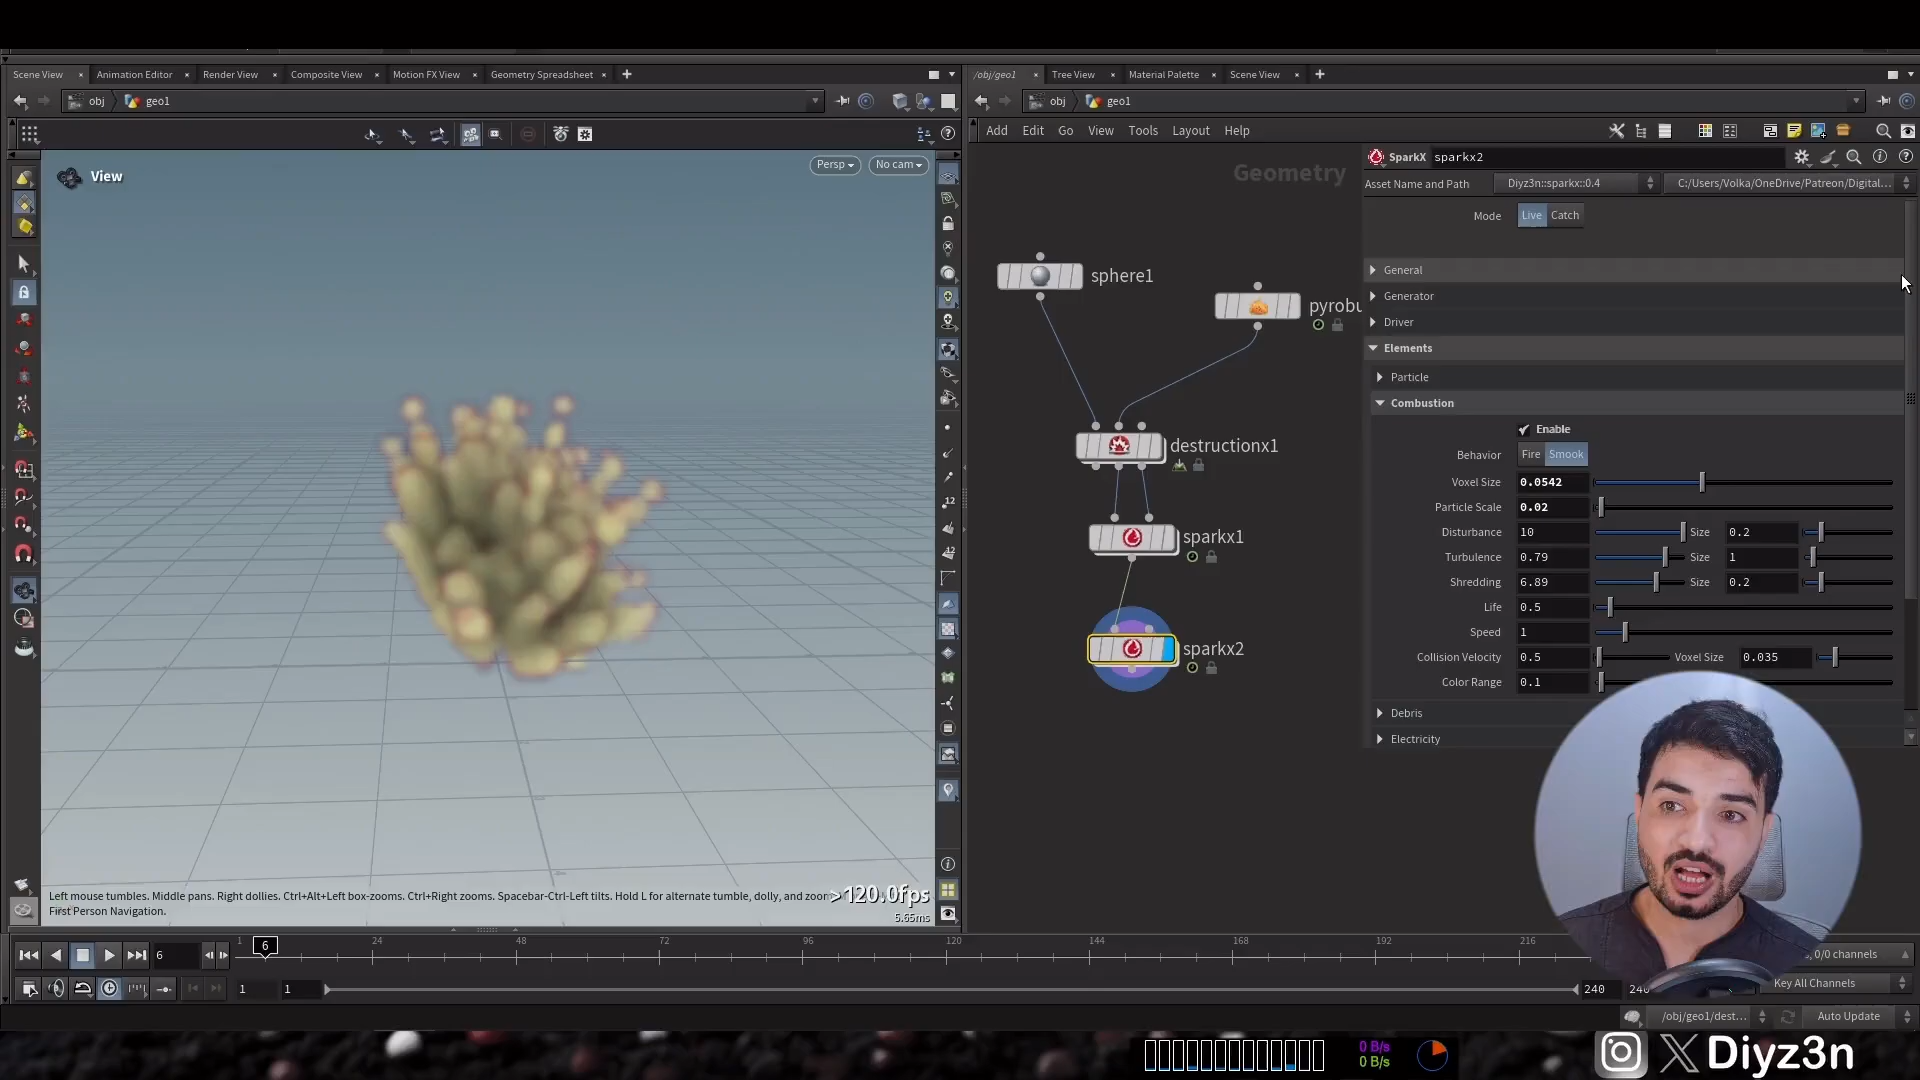 Scene View
Animation Editor
Render View
Composite View
Motion FX View
Geometry Spreadsheet
/obj/geo1
Tree View
Material Palette
Scene View
obj
geo1
obj
geo1
Add Edit Go View Tools Layout Help
View
Persp
No cam
Geometry
SparkX
sparkx2
Asset Name and Path
Diyz3n::sparkx::0.4
C:/Users/Volka/OneDrive/Patreon/Digital...
Mode
Live
Catch
General
Generator
Driver
Elements
Particle
Combustion
Enable
Behavior
Fire
Smook
Voxel Size 0.0542
Particle Scale 0.02
Disturbance 10 Size 0.2
Turbulence 0.79 Size 1
Shredding 6.89 Size 0.2
Life 0.5
Speed 1
Collision Velocity 0.5 Voxel Size 0.035
Color Range 0.1
Debris
Electricity
sphere1
pyrobu
destructionx1
sparkx1
sparkx2
12
12
Left mouse tumbles. Middle pans. Right dollies. Ctrl+Alt+Left box-zooms. Ctrl+Right zooms. Spacebar-Ctrl-Left tilts. Hold L for alternate tumble, dolly, and zoom
First Person Navigation.
>120.0fps
5.65ms
6
1
6
24
48
72
96
120
144
168
192
216
, 0/0 channels
1
1
240
240
Key All Channels
/obj/geo1/dest...
Auto Update
0 B/s
0 B/s
Diyz3n